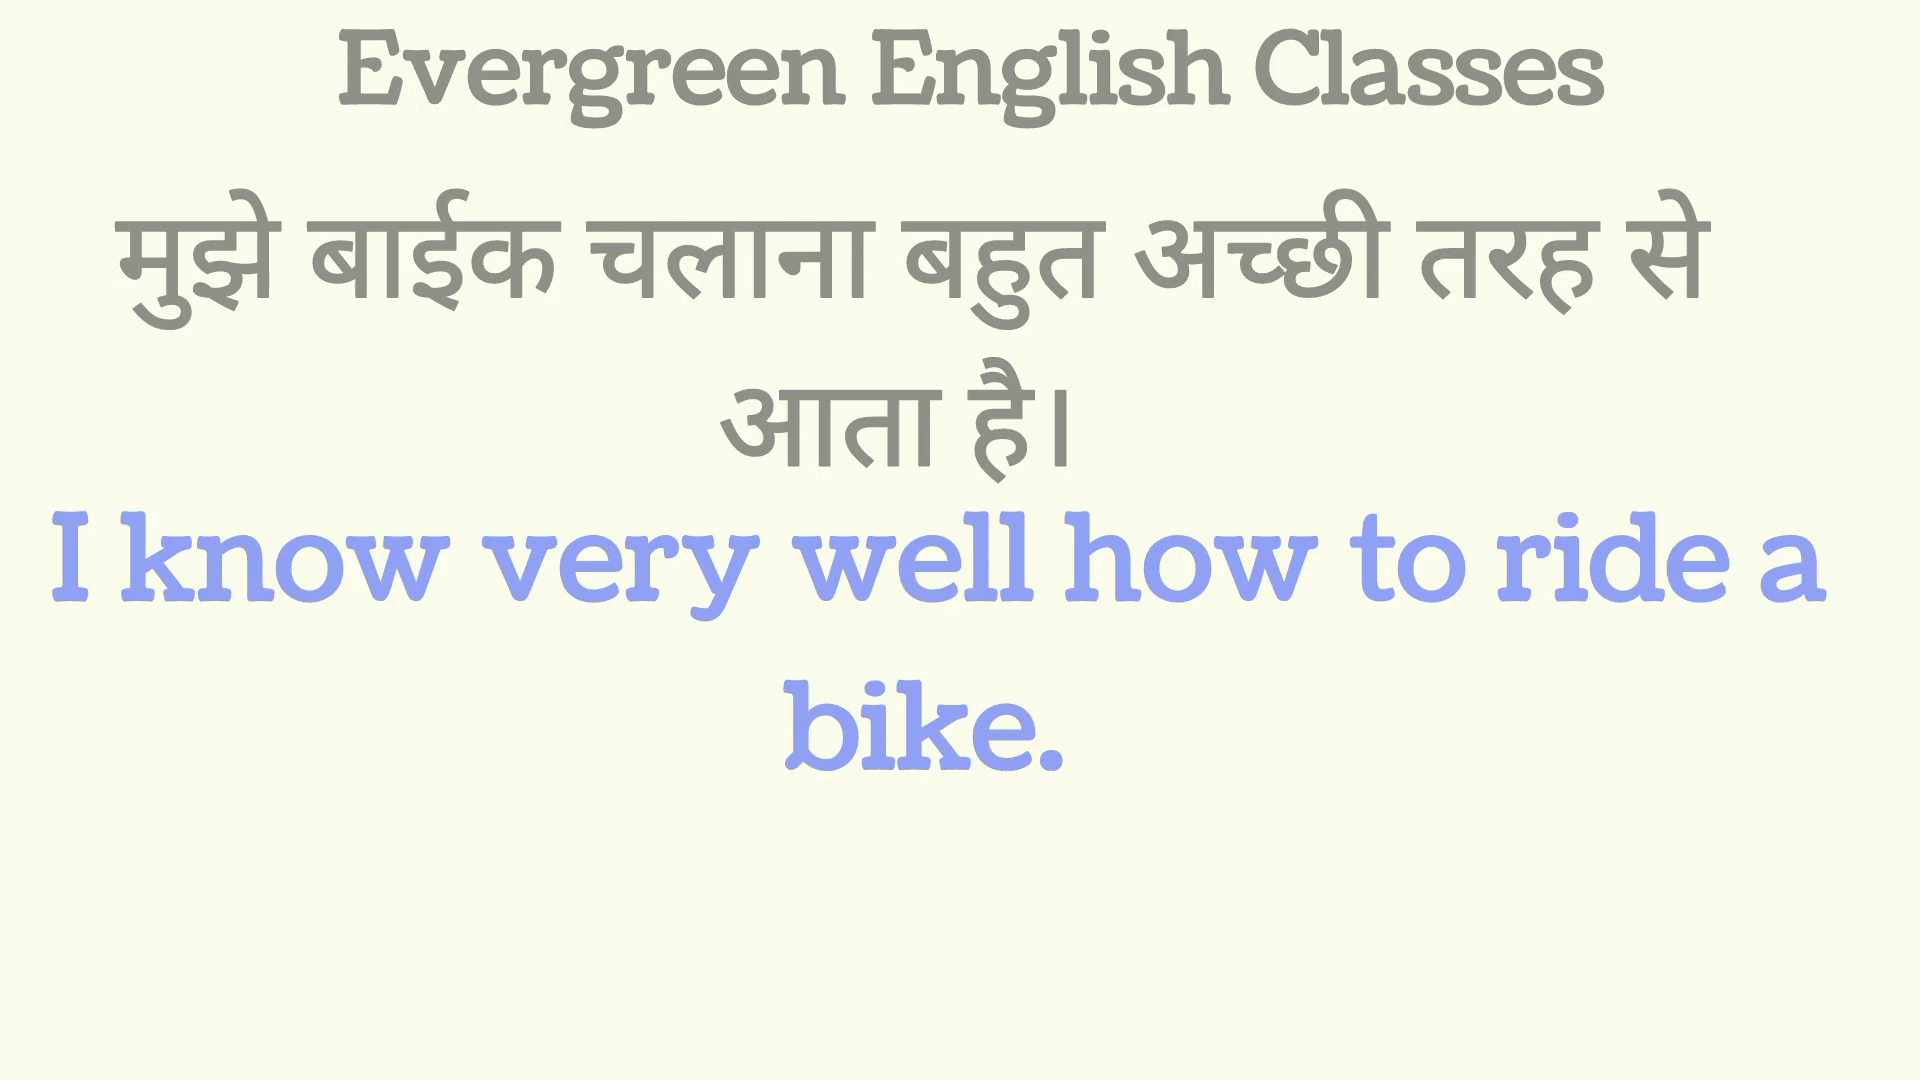 Evergreen English Classes
मुझे बाईक चलाना बहुत अच्छी तरह से
आता है।
I know very well how to ride a
bike.